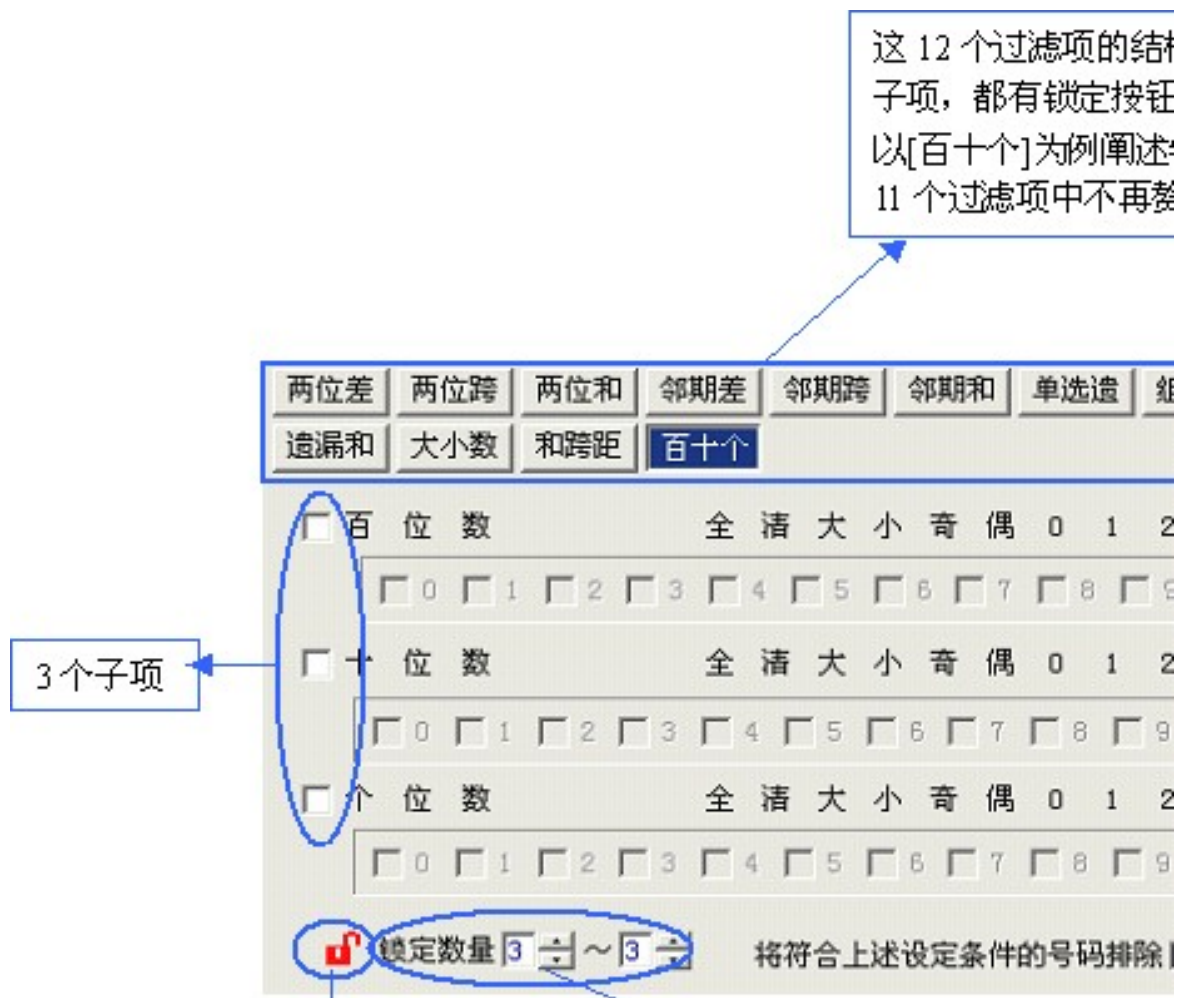 这 12 个过滤项的结
子项，都有锁定按钮
以[百十个]为例阐述
11 个过滤项中不再赘
两位差 两位跨 两位和 邻期差 邻期跨 邻期和 单选遗 组
遗漏和 大小数 和跨距 百十个
百位数 全清大小奇偶 0 1 2
0 1 2 3 4 5 6 7 8 9
3个子项
十位数 全清大小奇偶 0 1 2
0 1 2 3 4 5 6 7 8 9
个位数 全清大小奇偶 0 1 2
0 1 2 3 4 5 6 7 8 9
锁定数量 3 ～ 3 将符合上述设定条件的号码排除